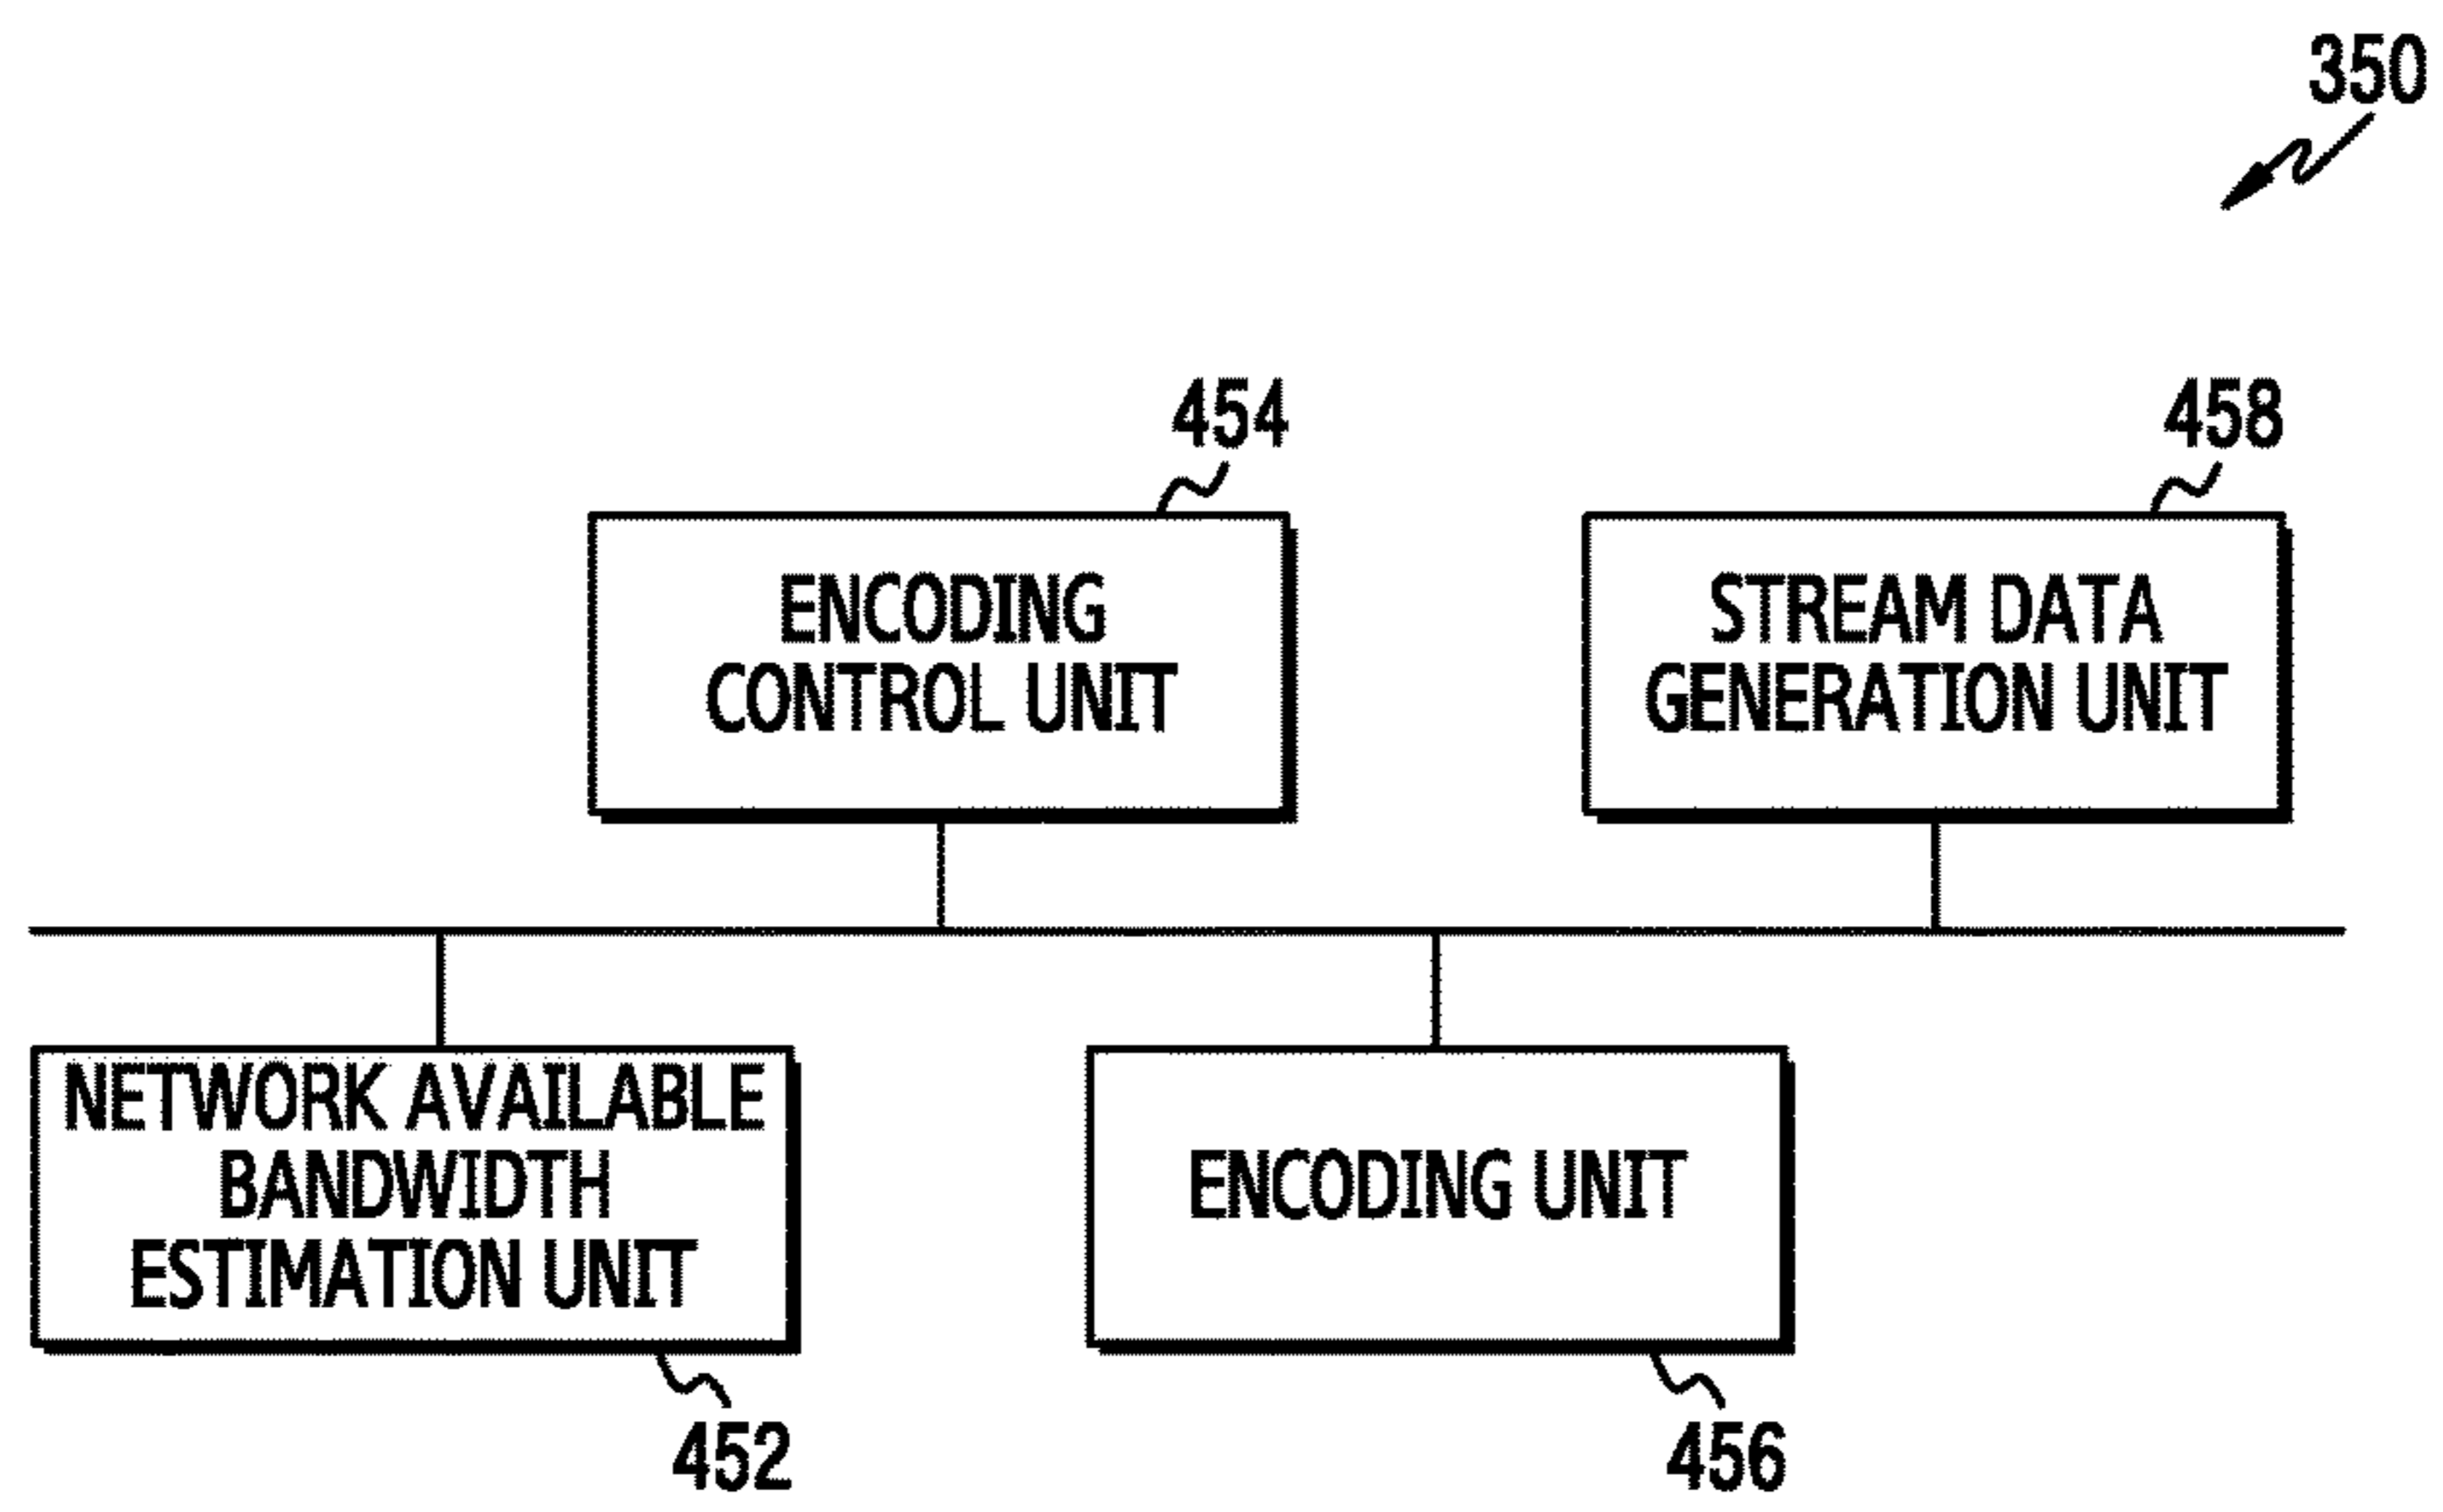 350
454
458
ENCODING
CONTROL UNIT
STREAM DATA
GENERATION UNIT
NETWORK AVAILABLE
BANDWIDTH
ESTIMATION UNIT
ENCODING UNIT
452
456